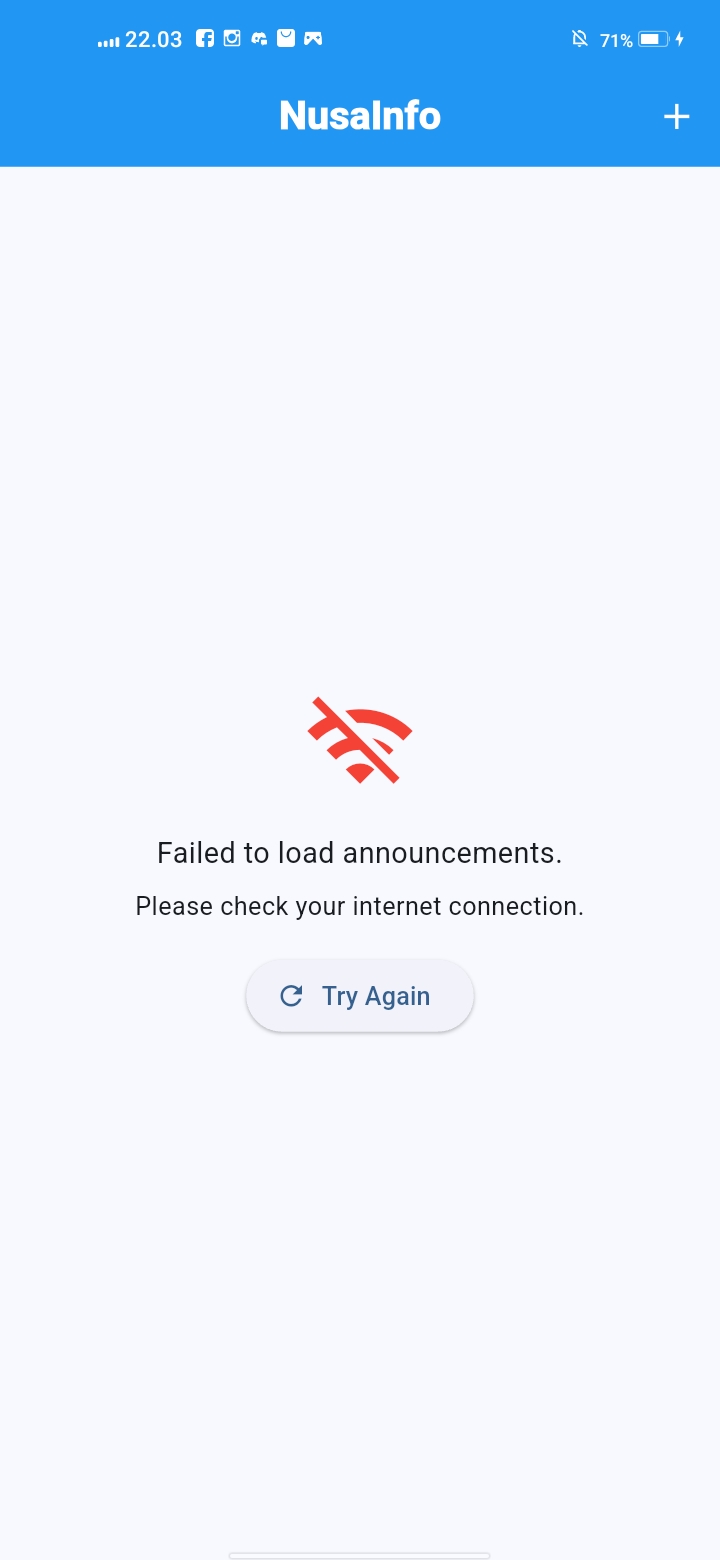 22.03
71%
NusaInfo
Failed to load announcements.
Please check your internet connection.
Try Again